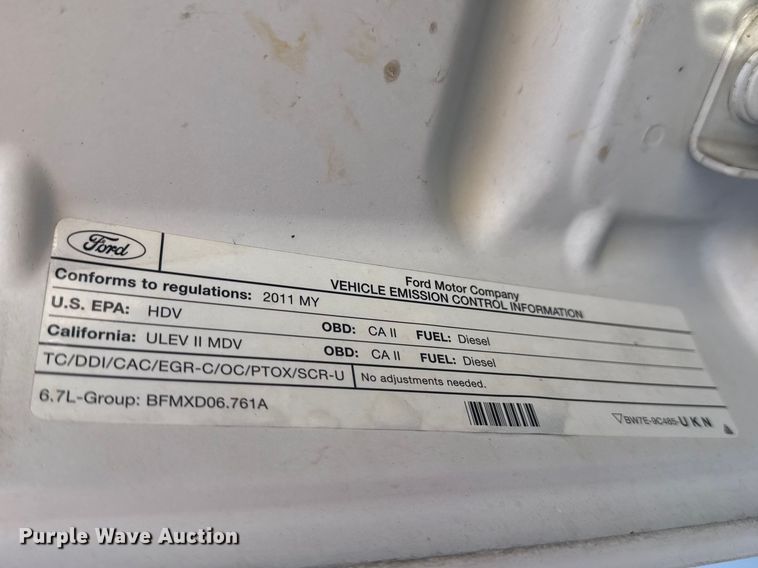 Ford
Ford Motor Company
VEHICLE EMISSION CONTROL INFORMATION
Conforms to regulations: 2011 MY
U.S. EPA: HDV OBD: CA II FUEL: Diesel
California: ULEV II MDV OBD: CA II FUEL: Diesel
TC/DDI/CAC/EGR-C/OC/PTOX/SCR-U No adjustments needed.
6.7L-Group: BFMXD06.761A
BW7E-9C485-UKN
Purple Wave Auction